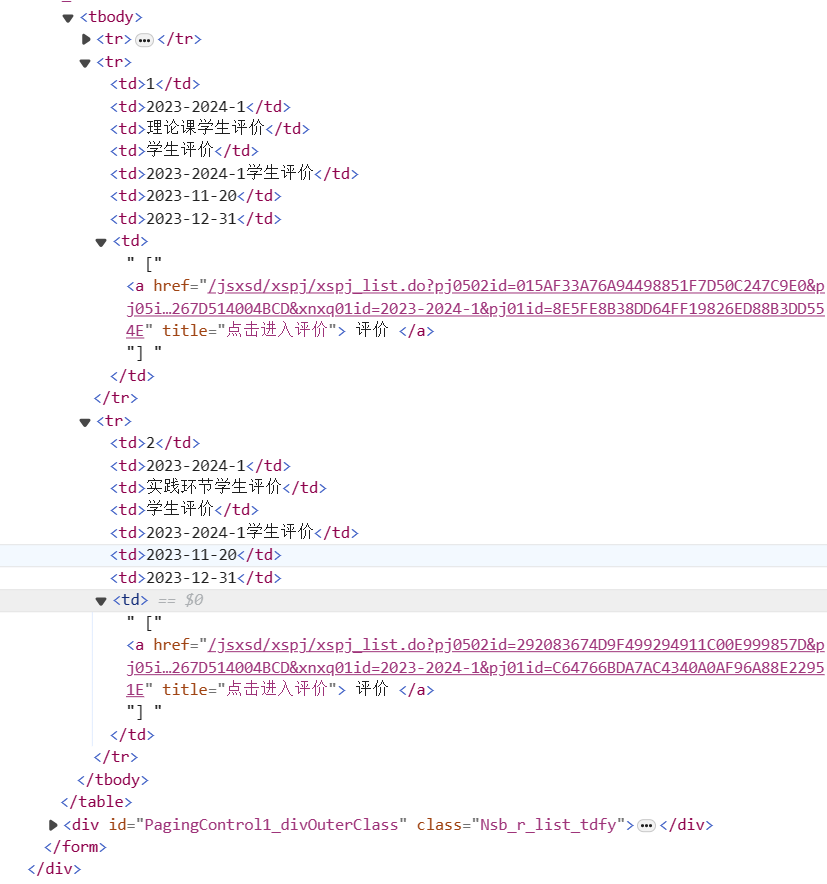 <tbody>
<tr> ••• </tr>
<tr>
<td>1</td>
<td>2023-2024-1</td>
<td>理论课学生评价</td>
<td>学生评价</td>
<td>2023-2024-1学生评价</td>
<td>2023-11-20</td>
<td>2023-12-31</td>
<td>
" ["
<a href="/jsxsd/xspj/xspj_list.do?pj0502id=015AF33A76A94498851F7D50C247C9E0&p
j05i…267D514004BCD&xnxq01id=2023-2024-1&pj01id=8E5FE8B38DD64FF19826ED88B3DD55
4E" title="点击进入评价"> 评价 </a>
"] "
</td>
</tr>
<tr>
<td>2</td>
<td>2023-2024-1</td>
<td>实践环节学生评价</td>
<td>学生评价</td>
<td>2023-2024-1学生评价</td>
<td>2023-11-20</td>
<td>2023-12-31</td>
<td> == $0
" ["
<a href="/jsxsd/xspj/xspj_list.do?pj0502id=292083674D9F499294911C00E999857D&p
j05i…267D514004BCD&xnxq01id=2023-2024-1&pj01id=C64766BDA7AC4340A0AF96A88E2295
1E" title="点击进入评价"> 评价 </a>
"] "
</td>
</tr>
</tbody>
</table>
<div id="PagingControl1_divOuterClass" class="Nsb_r_list_tdfy"> ••• </div>
</form>
</div>